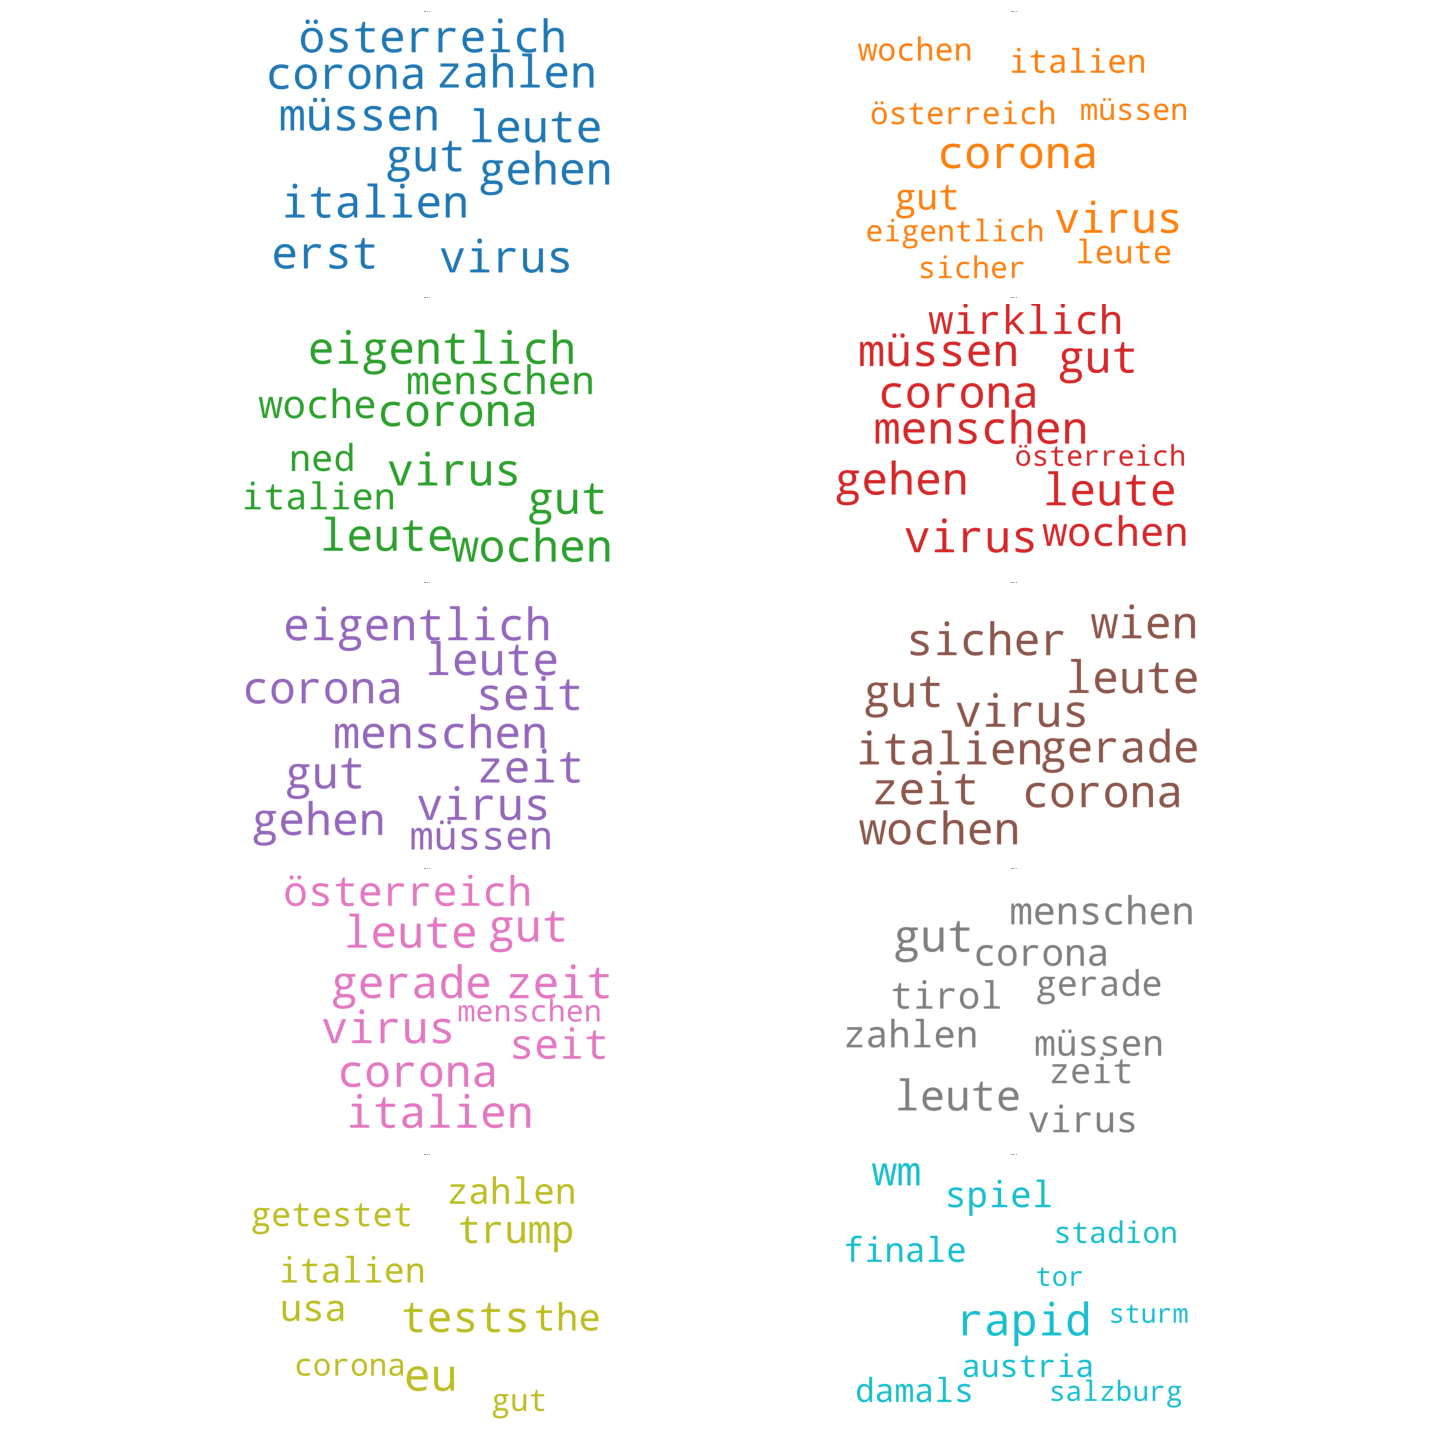 österreich
corona zahlen
müssen leute
gut gehen
italien
erst virus
wochen italien
österreich müssen
corona
gut virus
eigentlich leute
sicher
eigentlich
menschen
woche corona
ned virus
italien gut
leute wochen
wirklich
müssen gut
corona
menschen
österreich
gehen leute
virus wochen
eigentlich
leute
corona seit
menschen
gut zeit
gehen virus
müssen
sicher wien
gut leute
virus
italien gerade
zeit corona
wochen
österreich
leute gut
gerade zeit
virus menschen
seit
corona
italien
menschen
gut corona
tirol gerade
zahlen müssen
zeit
leute virus
zahlen
getestet trump
italien
usa tests the
corona eu
gut
wm spiel
finale stadion
tor
rapid sturm
austria
damals salzburg